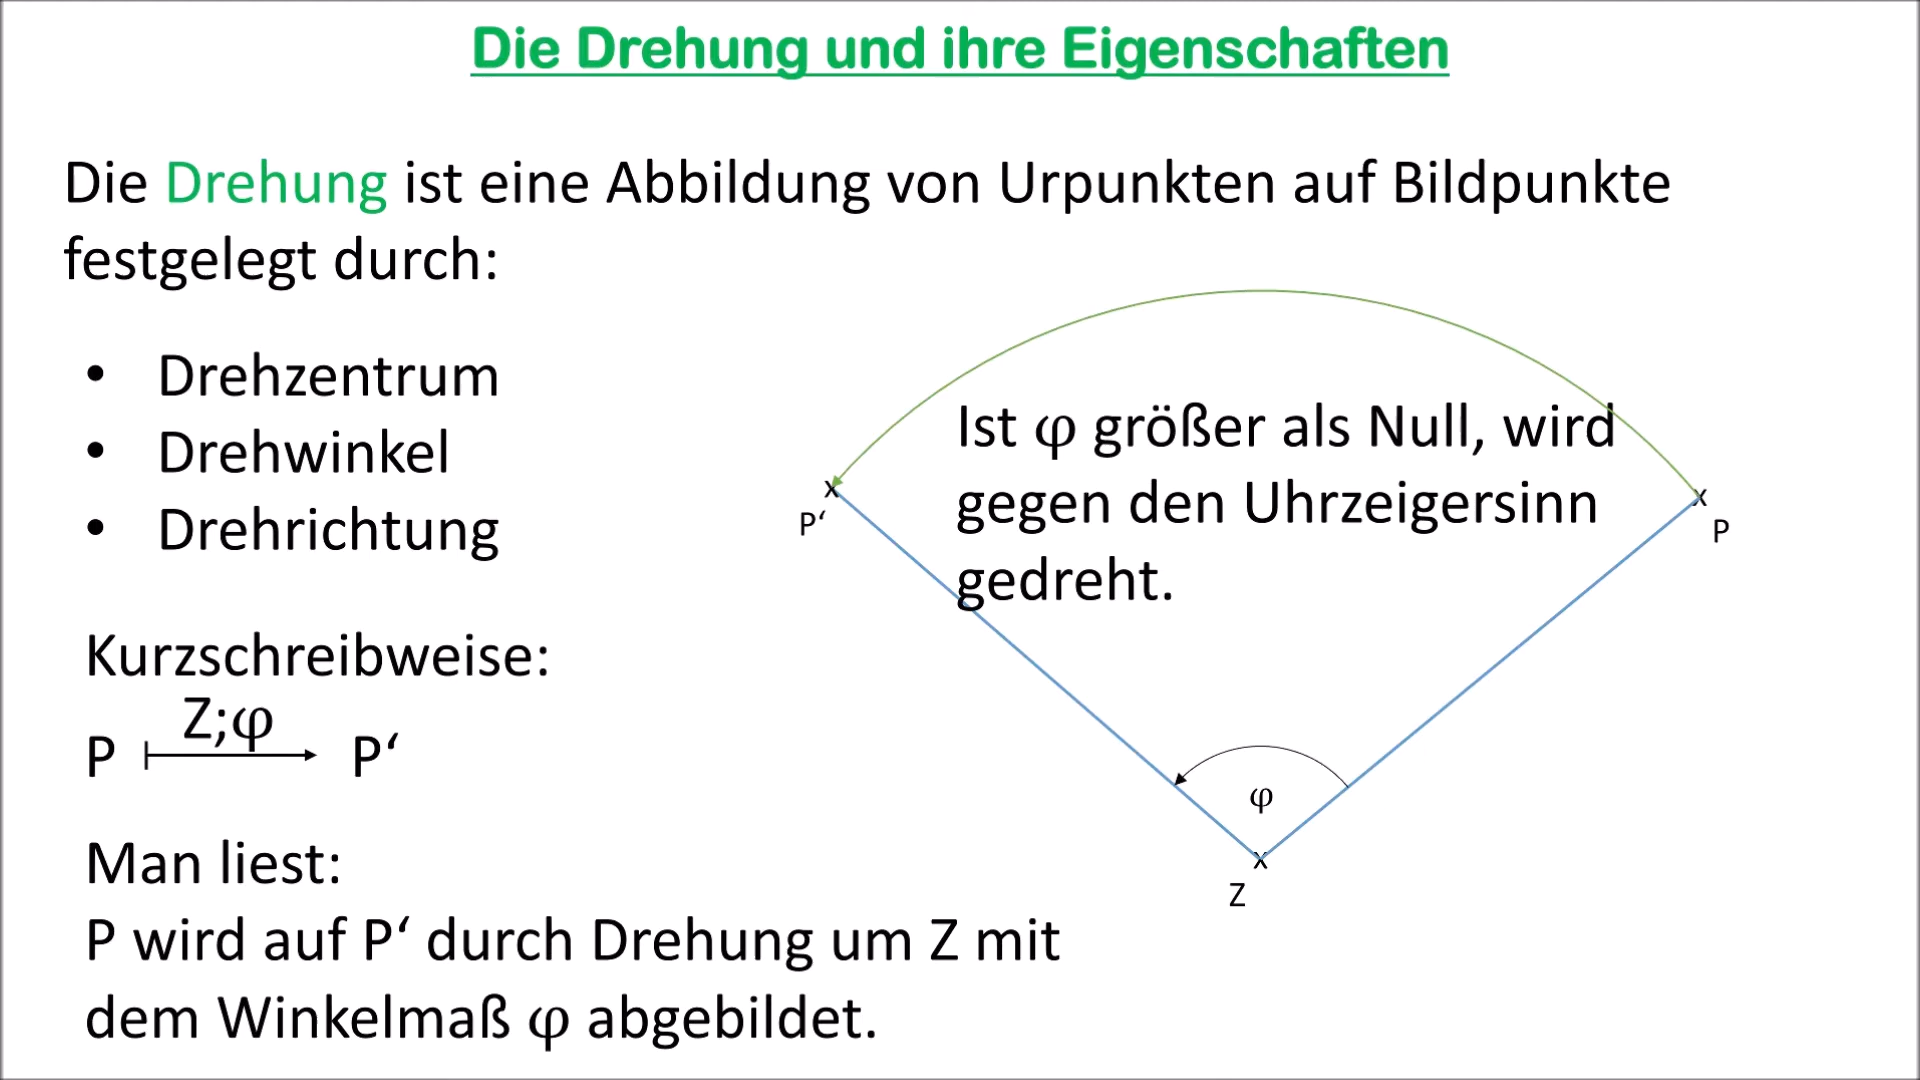 Die Drehung und ihre Eigenschaften
Die Drehung ist eine Abbildung von Urpunkten auf Bildpunkte
festgelegt durch:
• Drehzentrum
• Drehwinkel
• Drehrichtung
Kurzschreibweise:
Z;φ
P ↦ P‘
Man liest:
P wird auf P‘ durch Drehung um Z mit
dem Winkelmaß φ abgebildet.
Ist φ größer als Null, wird
gegen den Uhrzeigersinn
gedreht.
x
P‘
x
P
φ
x
Z